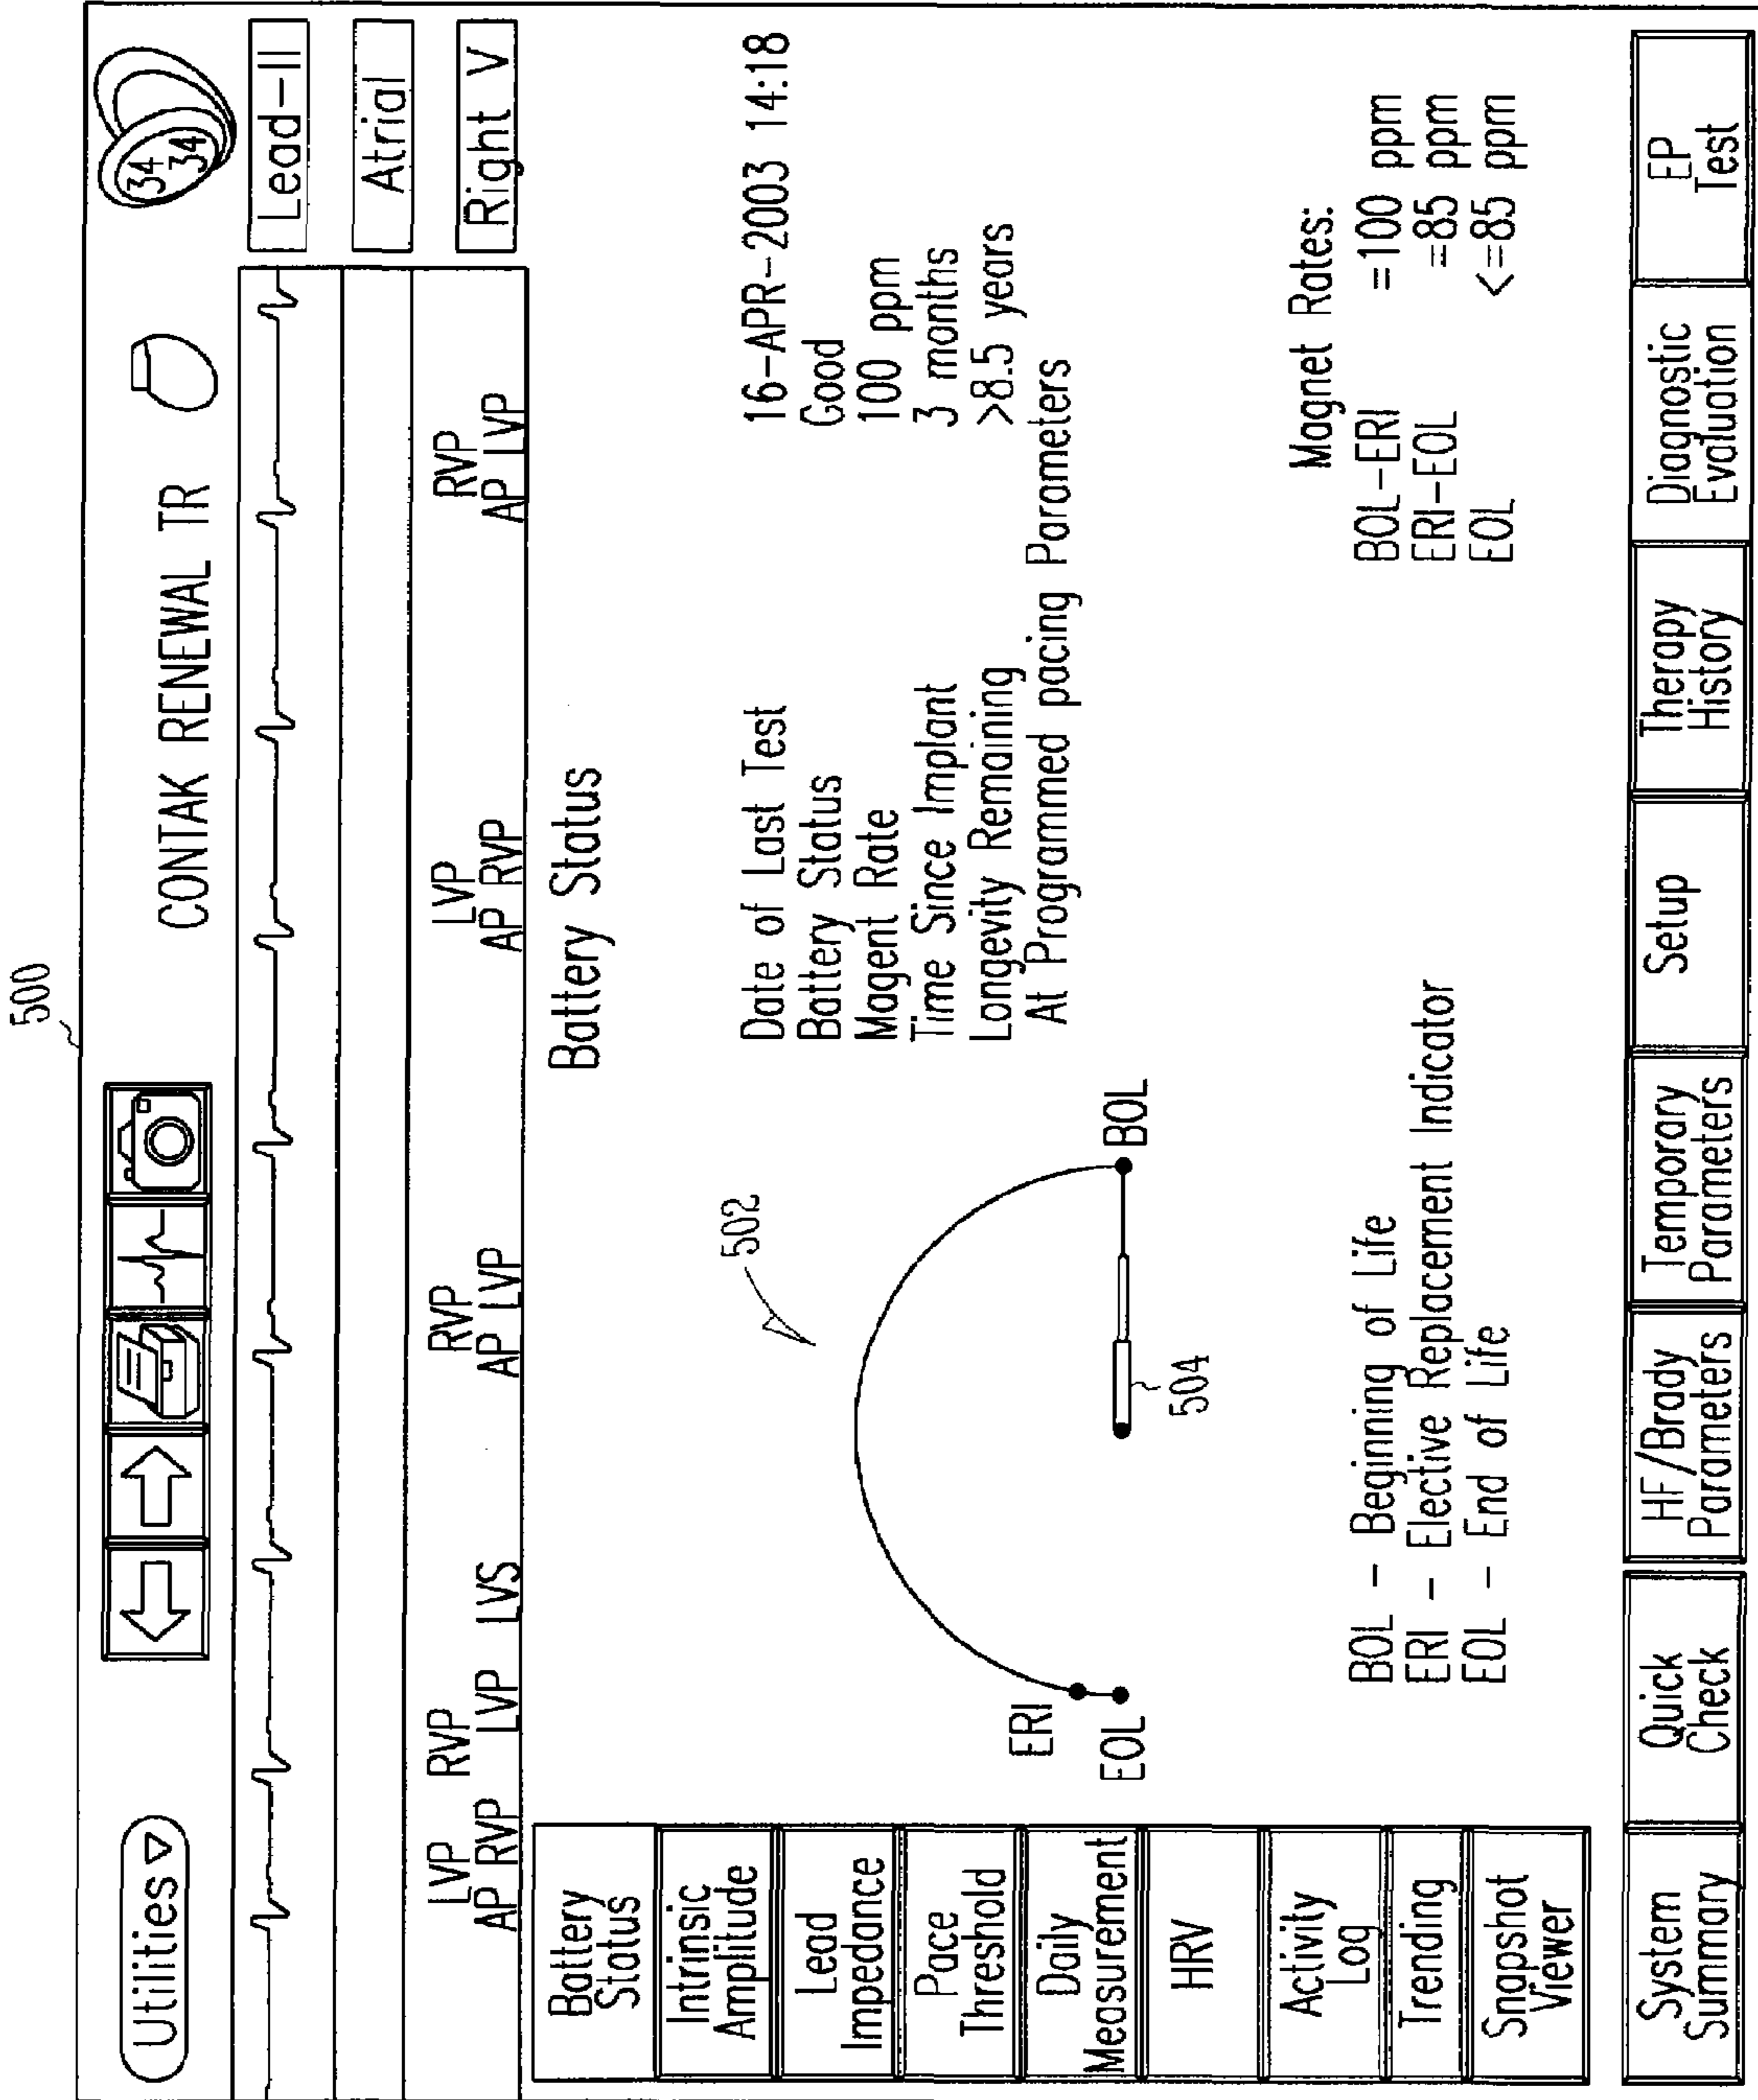 500
Utilities
CONTAK RENEWAL TR
34
34
Lead-II
Atrial
Right V
LVP RVP RVP LVP RVP
AP RVP LVP LVS AP LVP AP RVP AP LVP
Battery Status
Battery
Status
Intrinsic
Amplitude
Lead
Impedance
Pace
Threshold
Daily
Measurement
HRV
Activity
Log
Trending
Snapshot
Viewer
502
ERI
EOL
BOL
504
Date of Last Test 16-APR-2003 14:18
Battery Status Good
Magent Rate 100 ppm
Time Since Implant 3 months
Longevity Remaining >8.5 years
At Programmed pacing Parameters
BOL - Beginning of Life
ERI - Elective Replacement Indicator
EOL - End of Life
Magnet Rates:
BOL-ERI =100 ppm
ERI-EOL =85 ppm
EOL <=85 ppm
System
Summary
Quick
Check
HF/Brady
Parameters
Temporary
Parameters
Setup
Therapy
History
Diagnostic
Evaluation
EP
Test